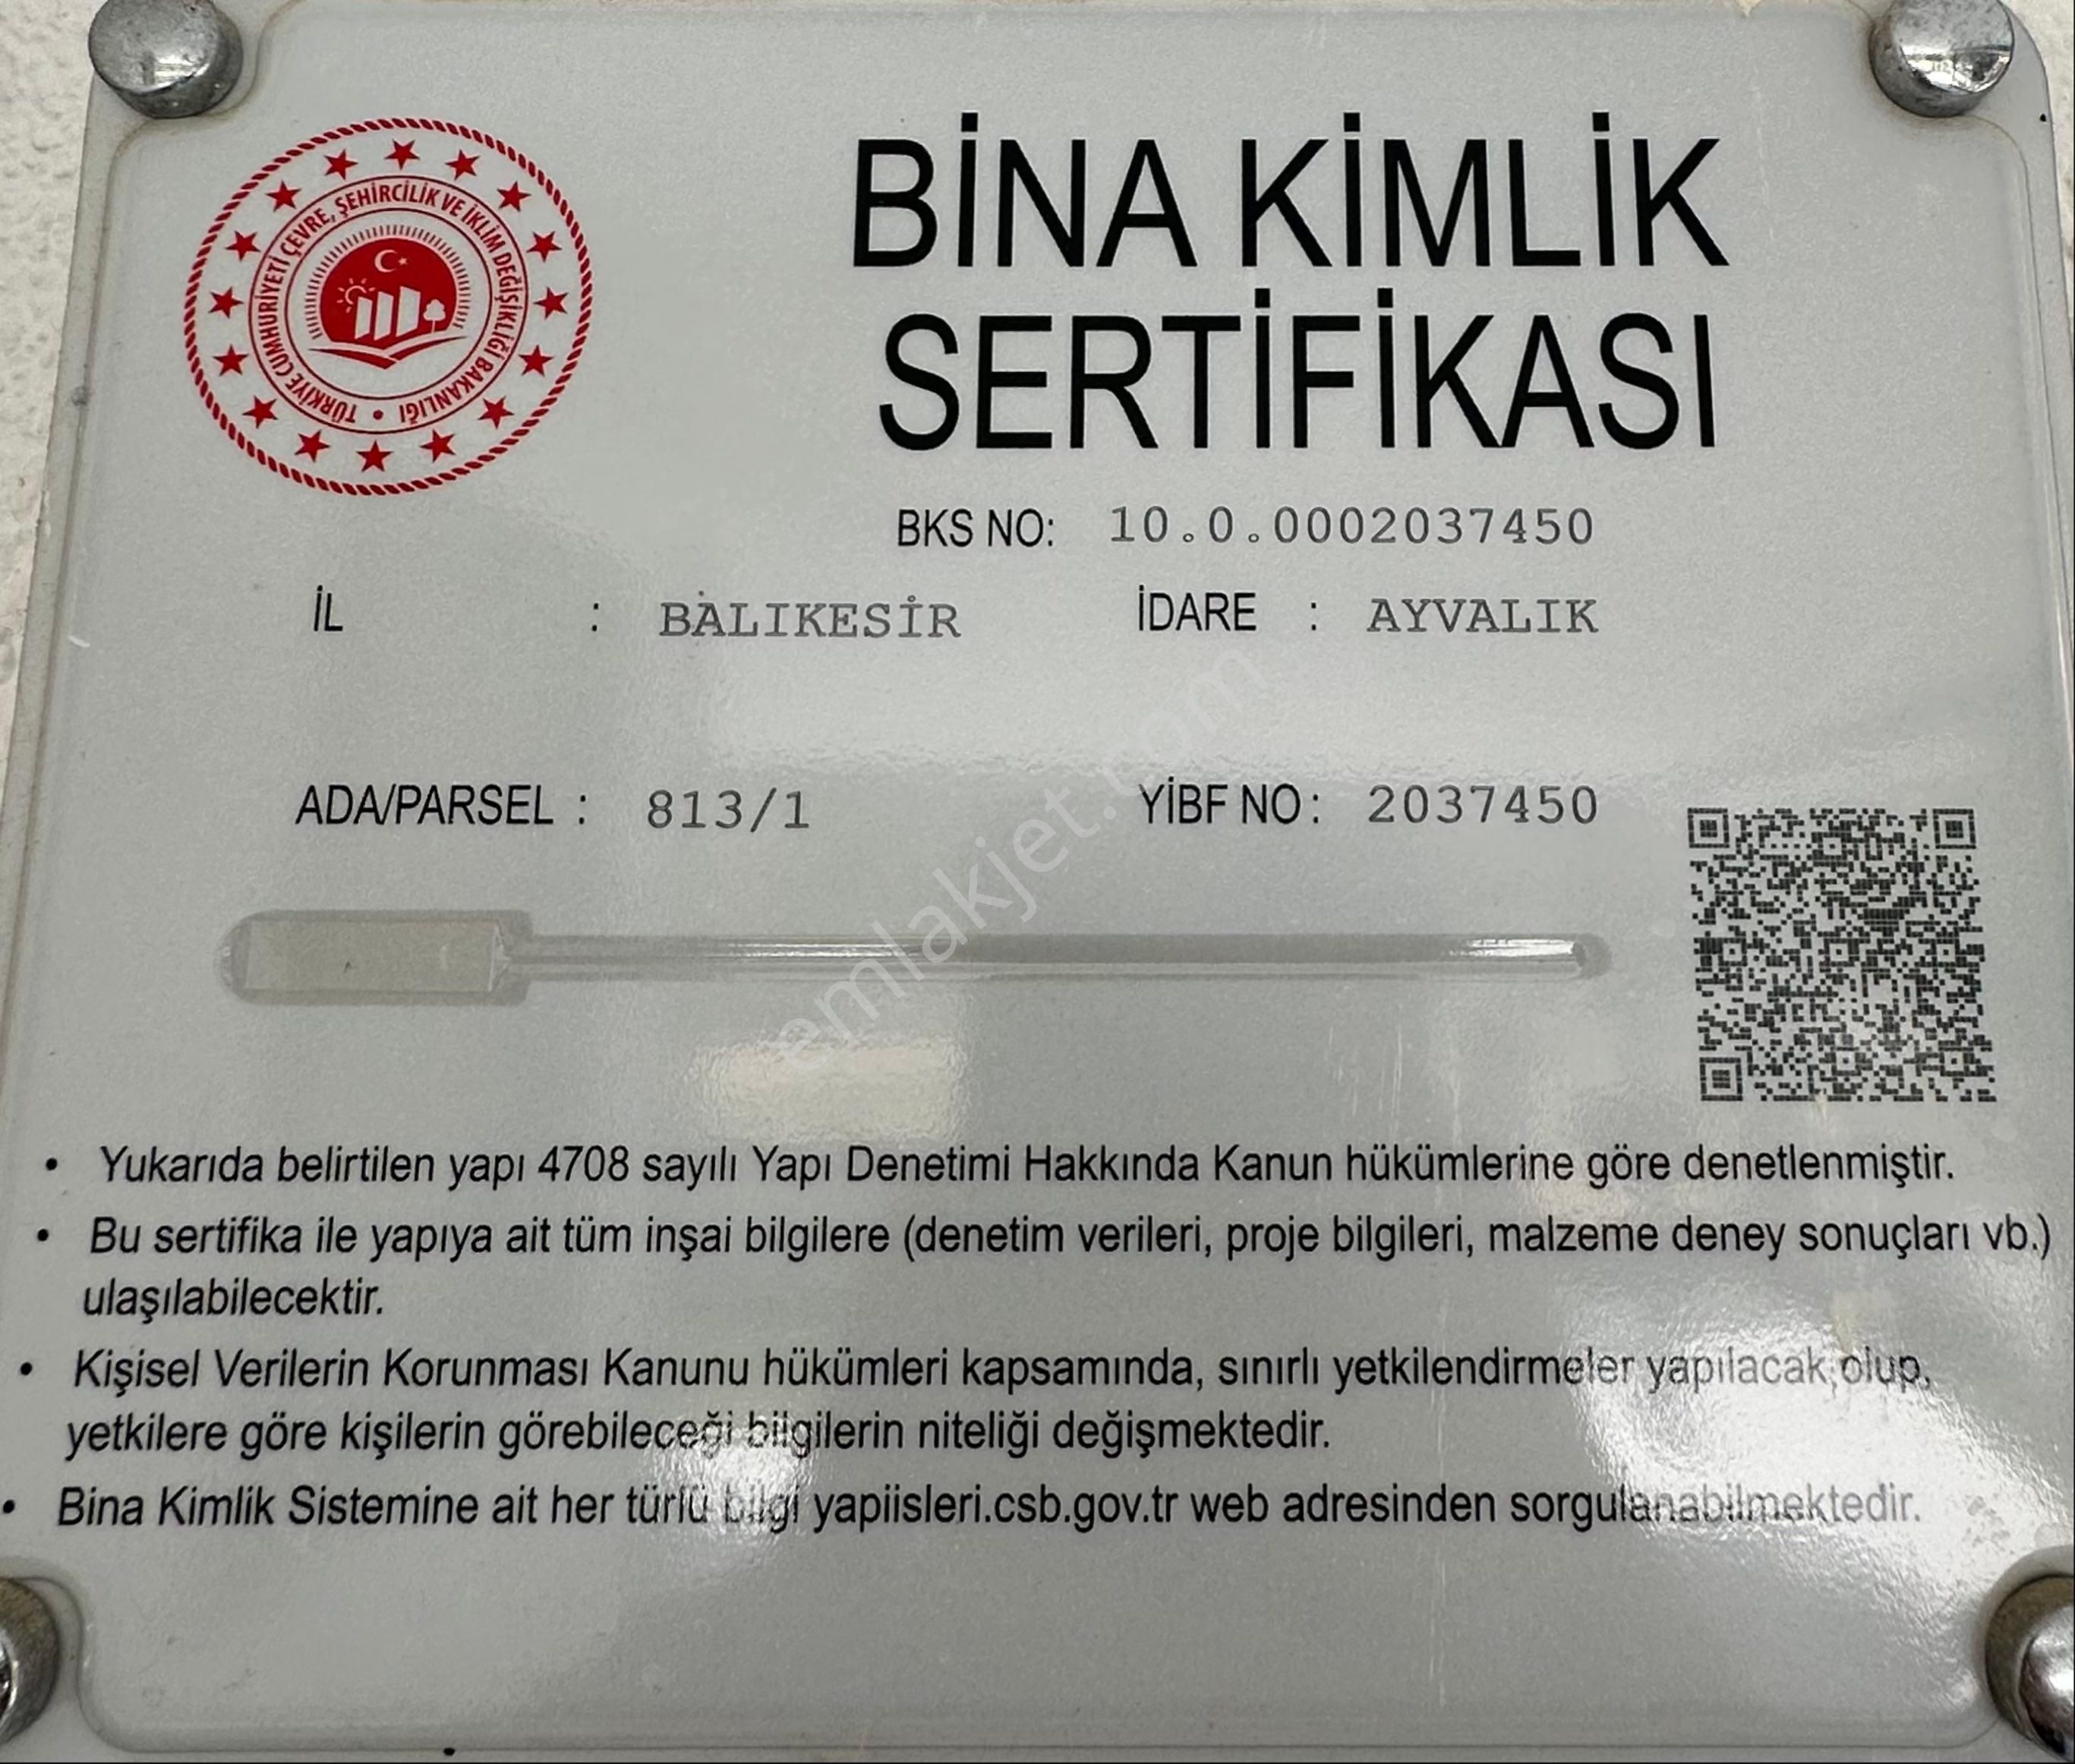 TÜRKİYE CUMHURİYETİ ÇEVRE, ŞEHİRCİLİK VE İKLİM DEĞİŞİKLİĞİ BAKANLIĞI •
BİNA KİMLİK
SERTİFİKASI
BKS NO: 10.0.0002037450
İL : BALIKESİR İDARE : AYVALIK
ADA/PARSEL : 813/1 YİBF NO : 2037450
emlakjet.com
• Yukarıda belirtilen yapı 4708 sayılı Yapı Denetimi Hakkında Kanun hükümlerine göre denetlenmiştir.
• Bu sertifika ile yapıya ait tüm inşai bilgilere (denetim verileri, proje bilgileri, malzeme deney sonuçları vb.)
ulaşılabilecektir.
• Kişisel Verilerin Korunması Kanunu hükümleri kapsamında, sınırlı yetkilendirmeler yapılacak olup,
yetkilere göre kişilerin görebileceği bilgilerin niteliği değişmektedir.
• Bina Kimlik Sistemine ait her türlü bilgi yapiisleri.csb.gov.tr web adresinden sorgulanabilmektedir.